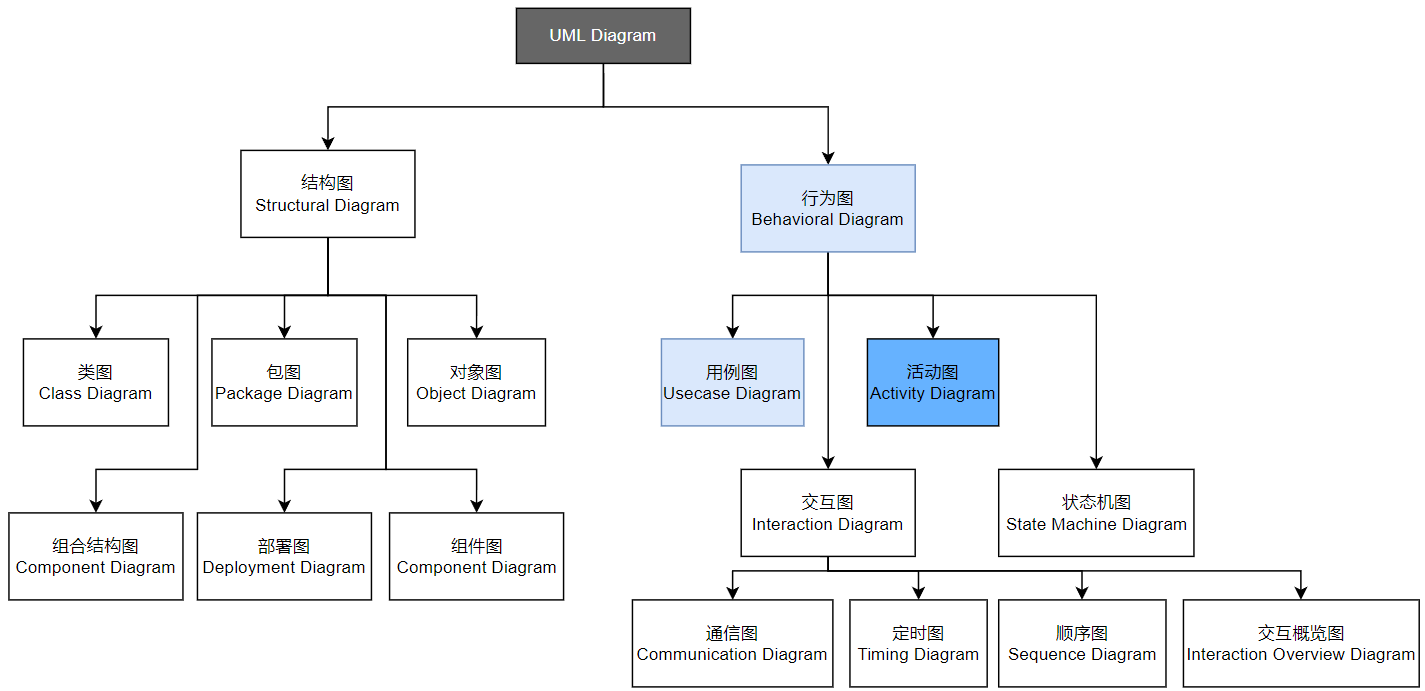 UML Diagram
结构图
Structural Diagram
行为图
Behavioral Diagram
类图
Class Diagram
包图
Package Diagram
对象图
Object Diagram
用例图
Usecase Diagram
活动图
Activity Diagram
交互图
Interaction Diagram
状态机图
State Machine Diagram
组合结构图
Component Diagram
部署图
Deployment Diagram
组件图
Component Diagram
通信图
Communication Diagram
定时图
Timing Diagram
顺序图
Sequence Diagram
交互概览图
Interaction Overview Diagram